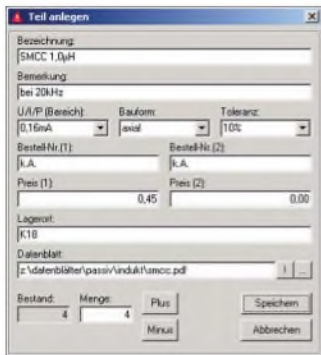 Teil anlegen
Bezeichnung:
SMCC 1,0µH
Bemerkung:
bei 20kHz
U/I/P (Bereich): Bauform: Toleranz:
0,16mA axial 10%
Bestell-Nr.(1): Bestell-Nr.(2):
k.A. k.A.
Preis (1): Preis (2):
0,45 0,00
Lagerort:
K18
Datenblatt:
z:\datenblätter\passiv\indukt\smcc.pdf ! ...
Bestand: Menge: Plus Speichern
4 4
Minus Abbrechen